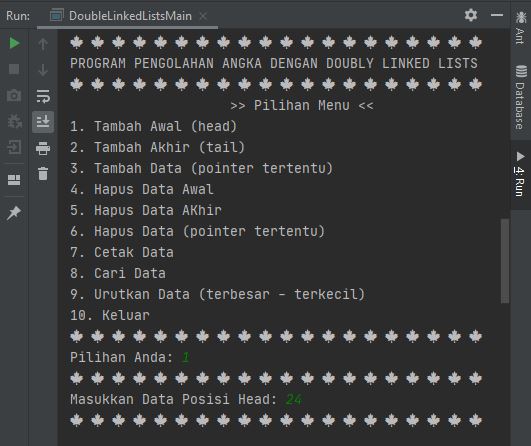 Run: DoubleLinkedListsMain ×
🍁 🍁 🍁 🍁 🍁 🍁 🍁 🍁 🍁 🍁 🍁 🍁 🍁 🍁 🍁 🍁 🍁 🍁 🍁 🍁
PROGRAM PENGOLAHAN ANGKA DENGAN DOUBLY LINKED LISTS
🍁 🍁 🍁 🍁 🍁 🍁 🍁 🍁 🍁 🍁 🍁 🍁 🍁 🍁 🍁 🍁 🍁 🍁 🍁 🍁
>> Pilihan Menu <<
1. Tambah Awal (head)
2. Tambah Akhir (tail)
3. Tambah Data (pointer tertentu)
4. Hapus Data Awal
5. Hapus Data AKhir
6. Hapus Data (pointer tertentu)
7. Cetak Data
8. Cari Data
9. Urutkan Data (terbesar - terkecil)
10. Keluar
🍁 🍁 🍁 🍁 🍁 🍁 🍁 🍁 🍁 🍁 🍁 🍁 🍁 🍁 🍁 🍁 🍁 🍁 🍁 🍁
Pilihan Anda: 1
🍁 🍁 🍁 🍁 🍁 🍁 🍁 🍁 🍁 🍁 🍁 🍁 🍁 🍁 🍁 🍁 🍁 🍁 🍁 🍁
Masukkan Data Posisi Head: 24
🍁 🍁 🍁 🍁 🍁 🍁 🍁 🍁 🍁 🍁 🍁 🍁 🍁 🍁 🍁 🍁 🍁 🍁 🍁 🍁
Ant
Database
4: Run